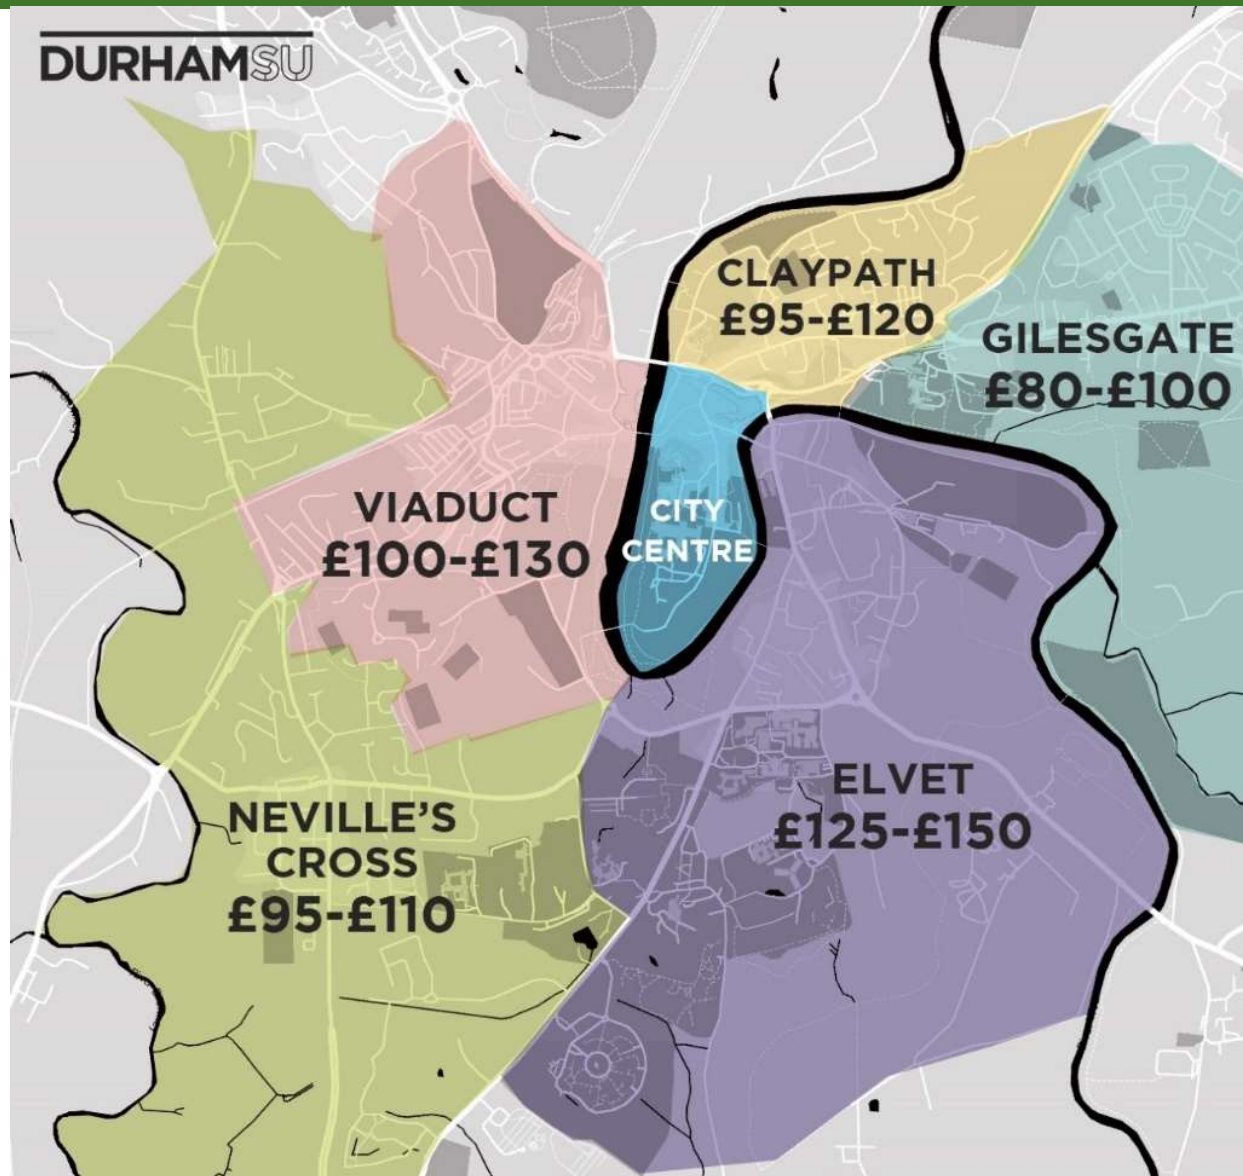 DURHAMSU
CLAYPATH
£95-£120
GILESGATE
£80-£100
VIADUCT
£100-£130
CITY
CENTRE
ELVET
£125-£150
NEVILLE'S
CROSS
£95-£110